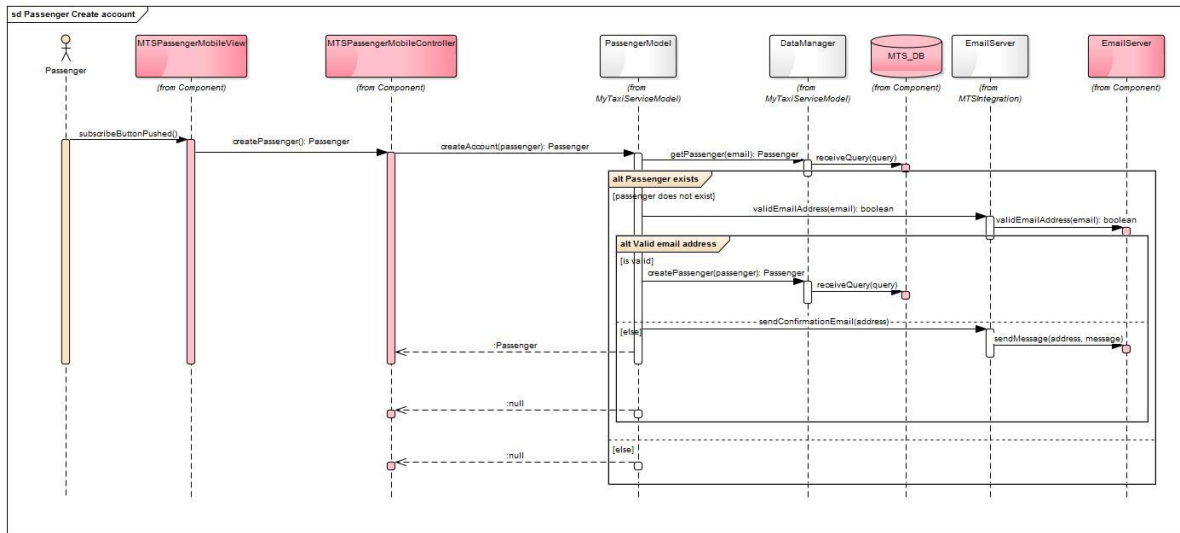 sd Passenger Create account
Passenger
MTSPassengerMobileView
(from Component)
MTSPassengerMobileController
(from Component)
PassengerModel
(from
MyTaxiServiceModel)
DataManager
(from
MyTaxiServiceModel)
MTS_DB
(from Component)
EmailServer
(from
MTSIntegration)
EmailServer
(from Component)
subscribeButtonPushed()
createPassenger(): Passenger
createAccount(passenger): Passenger
getPassenger(email): Passenger
receiveQuery(query)
alt Passenger exists
[passenger does not exist]
validEmailAddress(email): boolean
validEmailAddress(email): boolean
alt Valid email address
[is valid]
createPassenger(passenger): Passenger
receiveQuery(query)
sendConfirmationEmail(address)
[else]
sendMessage(address, message)
:Passenger
:null
[else]
:null